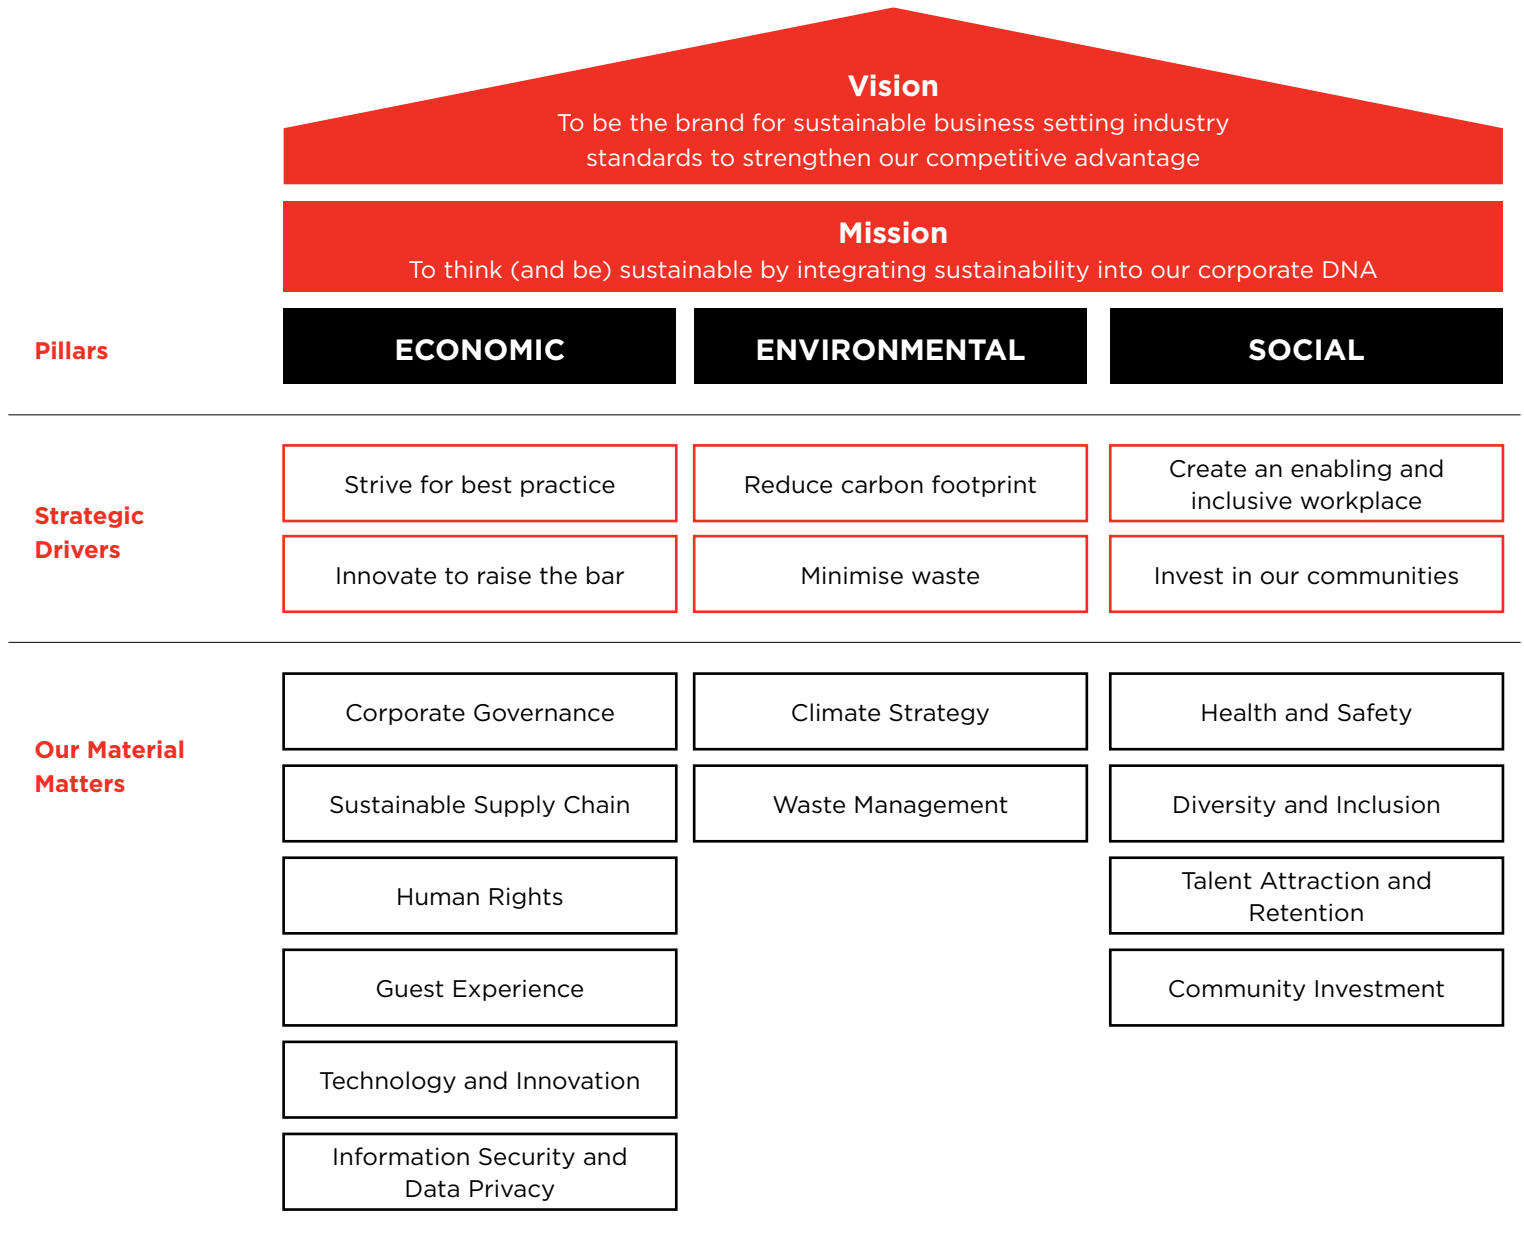 Vision
To be the brand for sustainable business setting industry
standards to strengthen our competitive advantage
Mission
To think (and be) sustainable by integrating sustainability into our corporate DNA
Pillars
ECONOMIC
ENVIRONMENTAL
SOCIAL
Strategic
Drivers
Strive for best practice
Reduce carbon footprint
Create an enabling and
inclusive workplace
Innovate to raise the bar
Minimise waste
Invest in our communities
Our Material
Matters
Corporate Governance
Climate Strategy
Health and Safety
Sustainable Supply Chain
Waste Management
Diversity and Inclusion
Human Rights
Talent Attraction and
Retention
Guest Experience
Community Investment
Technology and Innovation
Information Security and
Data Privacy